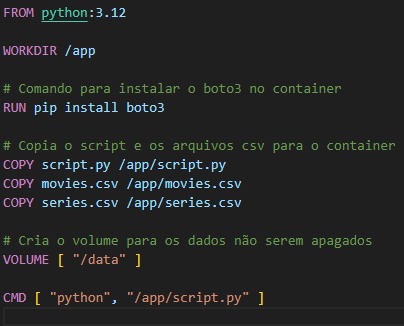 FROM python:3.12
WORKDIR /app
# Comando para instalar o boto3 no container
RUN pip install boto3
# Copia o script e os arquivos csv para o container
COPY script.py /app/script.py
COPY movies.csv /app/movies.csv
COPY series.csv /app/series.csv
# Cria o volume para os dados não serem apagados
VOLUME [ "/data" ]
CMD [ "python", "/app/script.py" ]